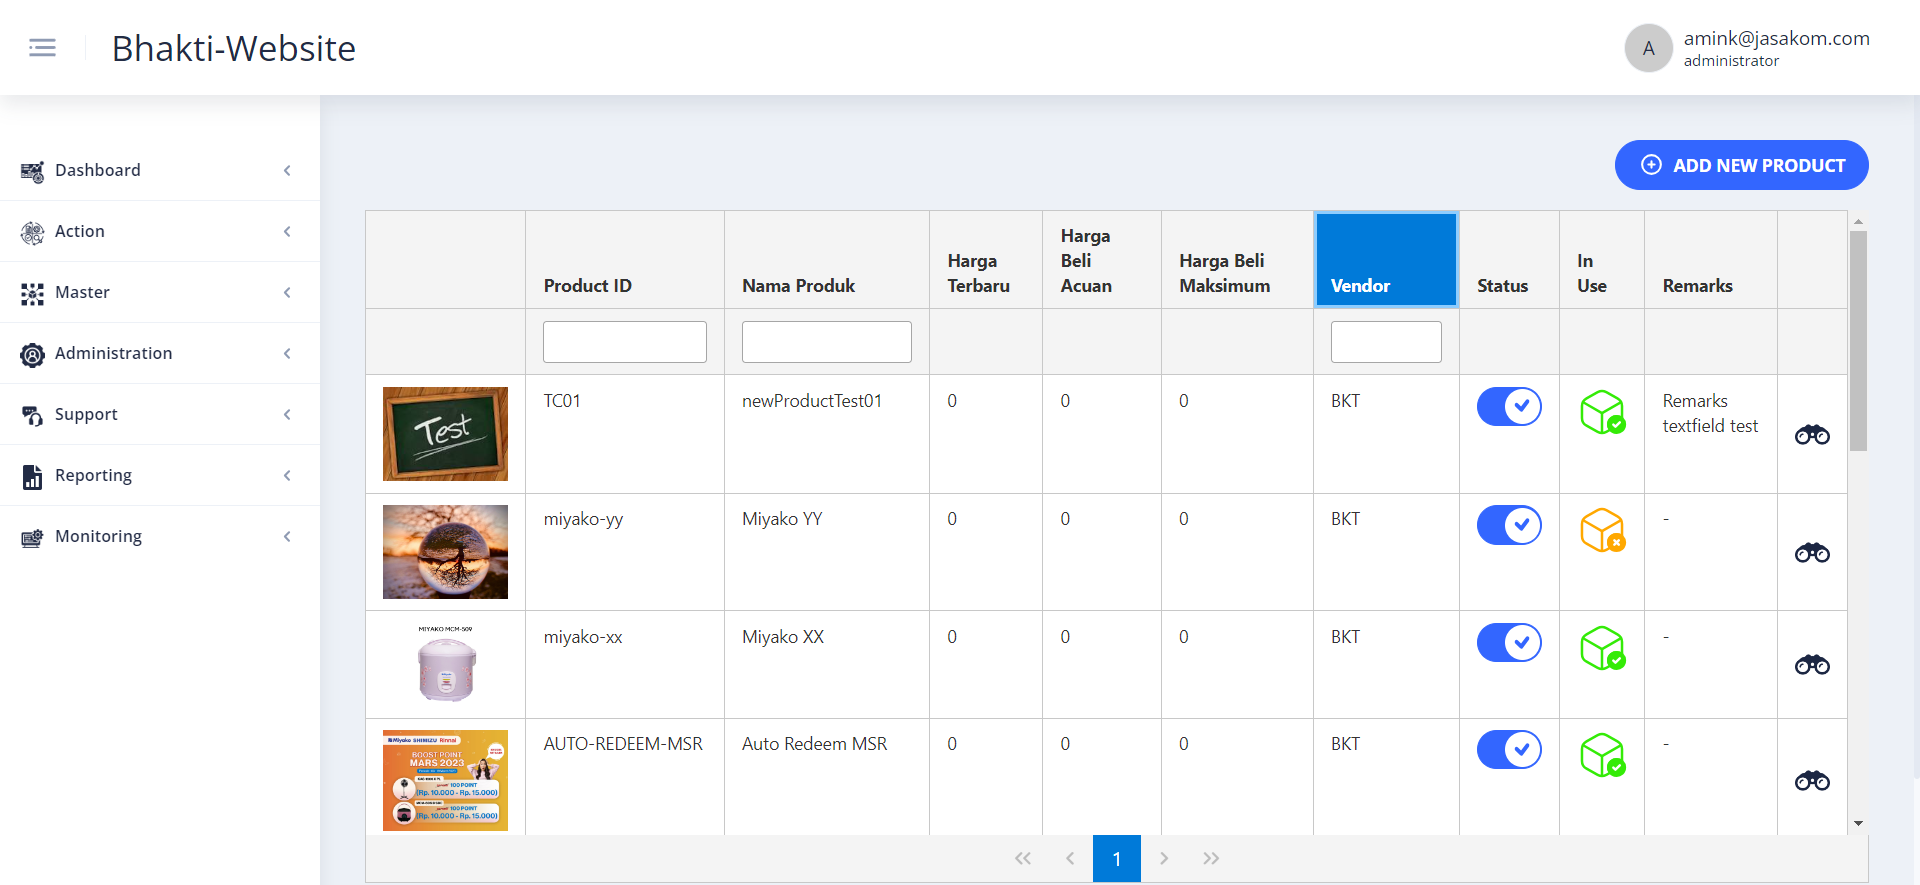 Bhakti-Website
A
amink@jasakom.com
administrator
Dashboard
Action
Master
Administration
Support
Reporting
Monitoring
ADD NEW PRODUCT
Product ID
Nama Produk
Harga
Terbaru
Harga
Beli
Acuan
Harga Beli
Maksimum
Vendor
Status
In
Use
Remarks
Test
TC01
newProductTest01
0
0
0
BKT
Remarks
textfield test
miyako-yy
Miyako YY
0
0
0
BKT
-
MIYAKO MCM-509
miyako-xx
Miyako XX
0
0
0
BKT
-
Miyako SHIMIZU Rinnai
BOOST POINT
MARS 2023
100 POINT
(Rp. 10.000 - Rp. 15.000)
100 POINT
(Rp. 10.000 - Rp. 15.000)
AUTO-REDEEM-MSR
Auto Redeem MSR
0
0
0
BKT
-
1